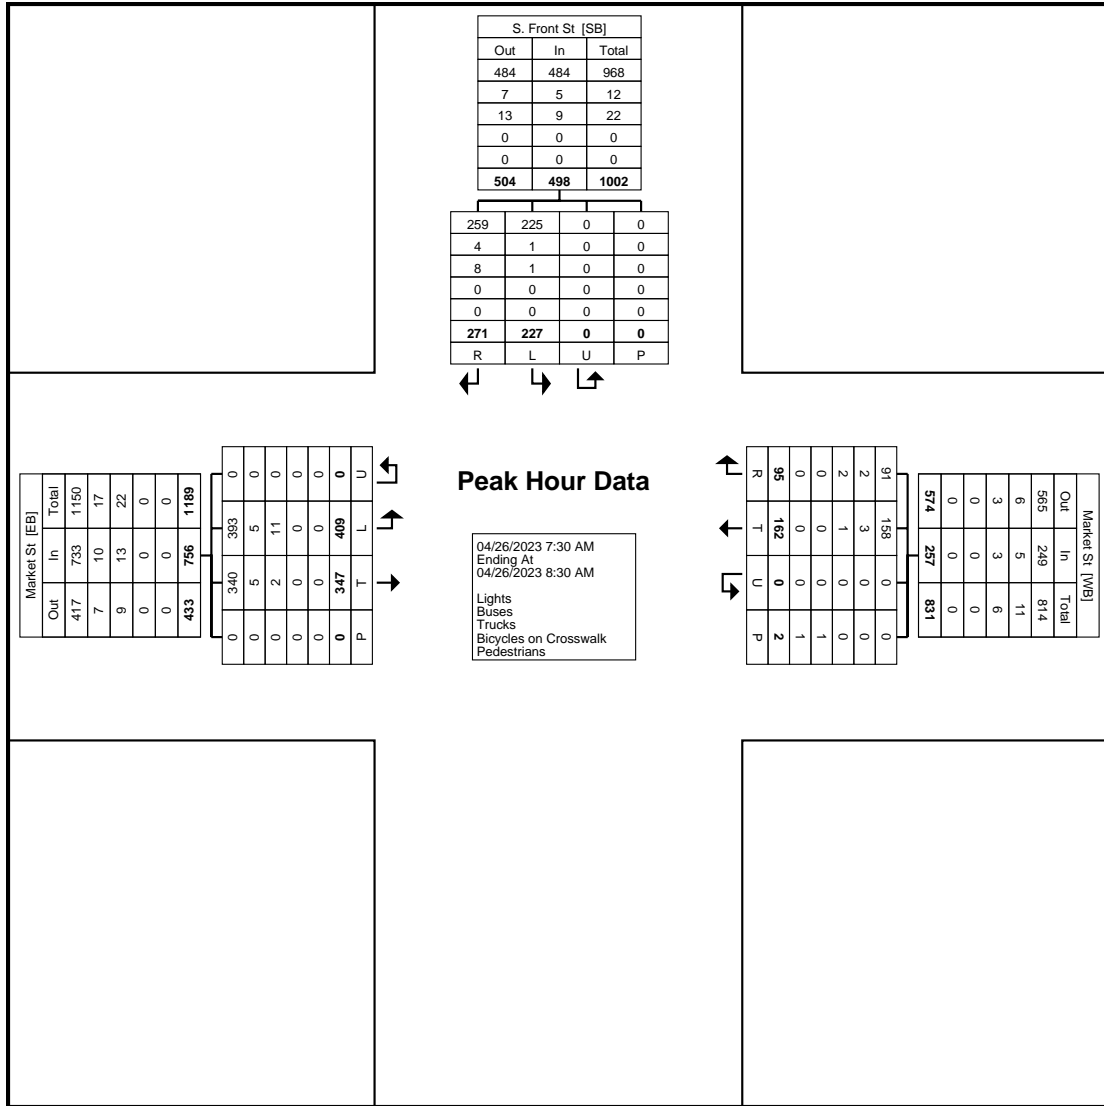 S. Front St [SB]
Out In Total
484 484 968
7 5 12
13 9 22
0 0 0
0 0 0
504 498 1002
259 225 0 0
4 1 0 0
8 1 0 0
0 0 0 0
0 0 0 0
271 227 0 0
R L U P
Market St [EB]
Out In Total
417 733 1150
7 10 17
9 13 22
0 0 0
0 0 0
433 756 1189
0 340 393 0
0 5 5 0
0 2 11 0
0 0 0 0
0 0 0 0
0 347 409 0
P T L U
Peak Hour Data
04/26/2023 7:30 AM
Ending At
04/26/2023 8:30 AM
Lights
Buses
Trucks
Bicycles on Crosswalk
Pedestrians
Market St [WB]
Out In Total
565 249 814
6 5 11
3 3 6
0 0 0
0 0 0
574 257 831
91 158 0 0
2 3 0 0
2 1 0 0
0 0 0 1
0 0 0 1
95 162 0 2
R T U P